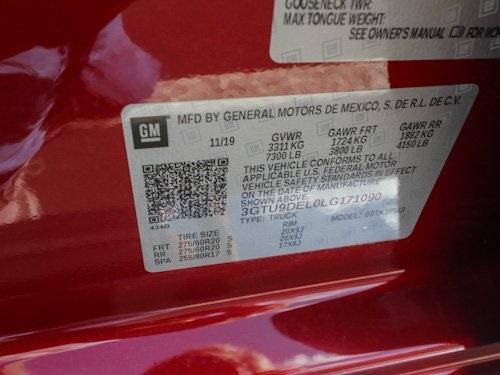 GOOSENECK TWR:
MAX TONGUE WEIGHT:
SEE OWNER'S MANUAL FOR MOR
GM
MFD BY GENERAL MOTORS DE MEXICO, S. DE R.L. DE C.V.
11/19 GVWR GAWR FRT GAWR RR
3311 KG 1724 KG 1882 KG
7300 LB 3800 LB 4150 LB
THIS VEHICLE CONFORMS TO ALL
APPLICABLE U.S. FEDERAL MOTOR
VEHICLE SAFETY STANDARDS IN EFFECT
ON THE DATE OF MANUFACTURE
SHOWN ABOVE.
3GTU9DEL0LG171090
TYPE: TRUCK MODEL:
TIRE SIZE RIM
FRT 275/60R20 S 20X9J
RR 275/60R20 S 20X9J
SPA 255/80R17 S 17X8J